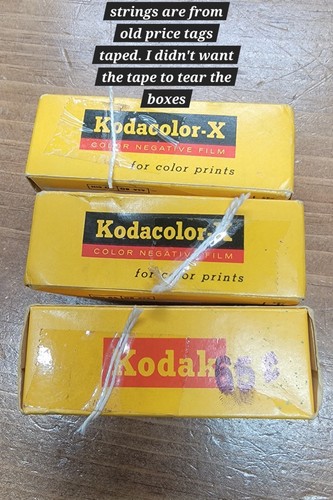 strings are from
old price tags
taped. I didn't want
the tape to tear the
boxes
Kodacolor-X
COLOR NEGATIVE FILM
for color prints
Kodacolor-X
COLOR NEGATIVE FILM
for color prints
Kodak
65¢